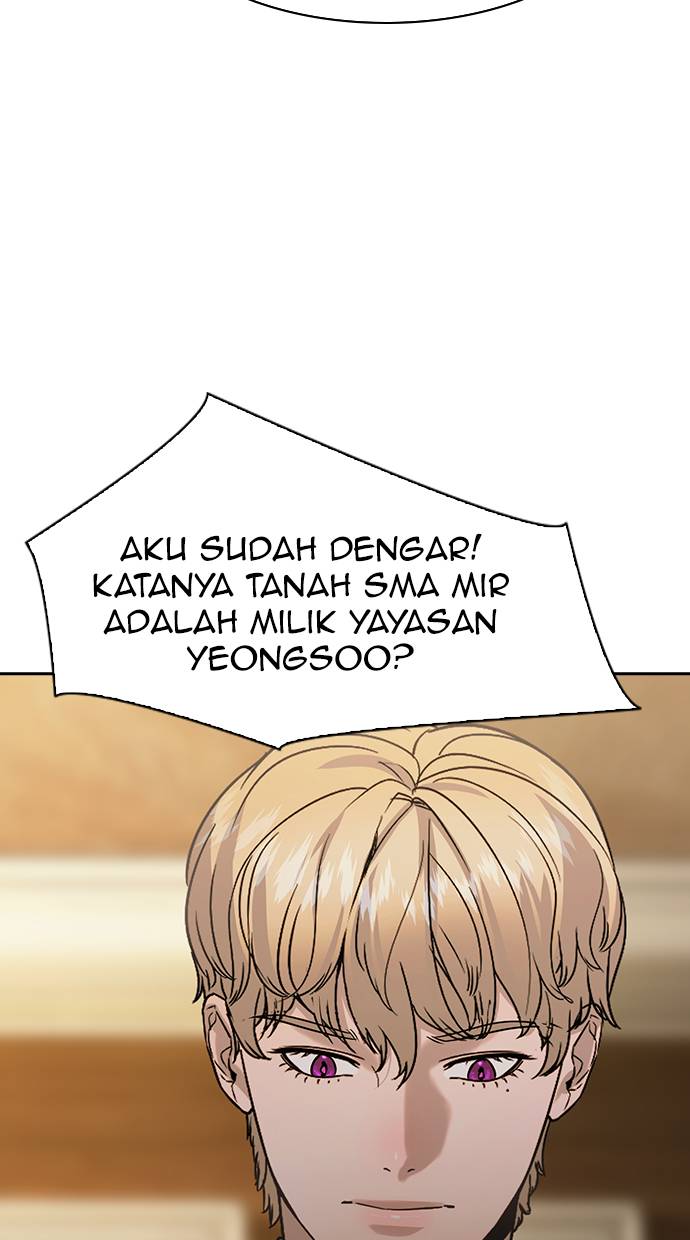 AKU SUDAH DENGAR!
KATANYA TANAH SMA MIR
ADALAH MILIK YAYASAN
YEONGSOO?